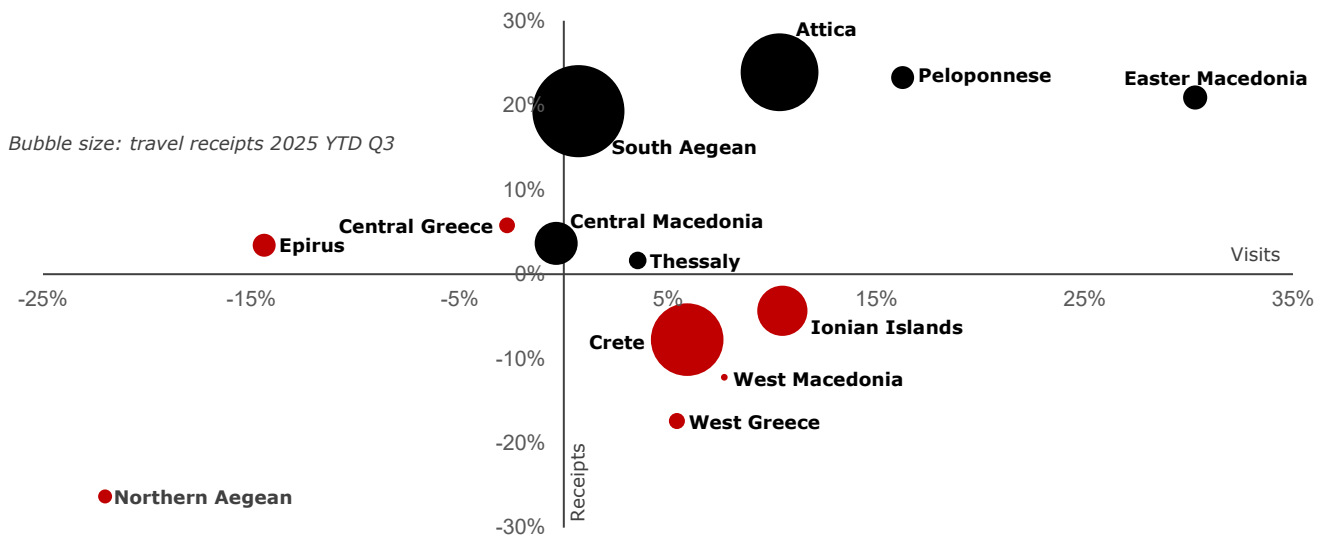 30%
Attica
Peloponnese
Easter Macedonia
20%
Bubble size: travel receipts 2025 YTD Q3
South Aegean
10%
Central Macedonia
Central Greece
Epirus
Thessaly
Visits
0%
-25%
-15%
-5%
5%
15%
25%
35%
Ionian Islands
Crete
-10%
West Macedonia
West Greece
-20%
Receipts
Northern Aegean
-30%